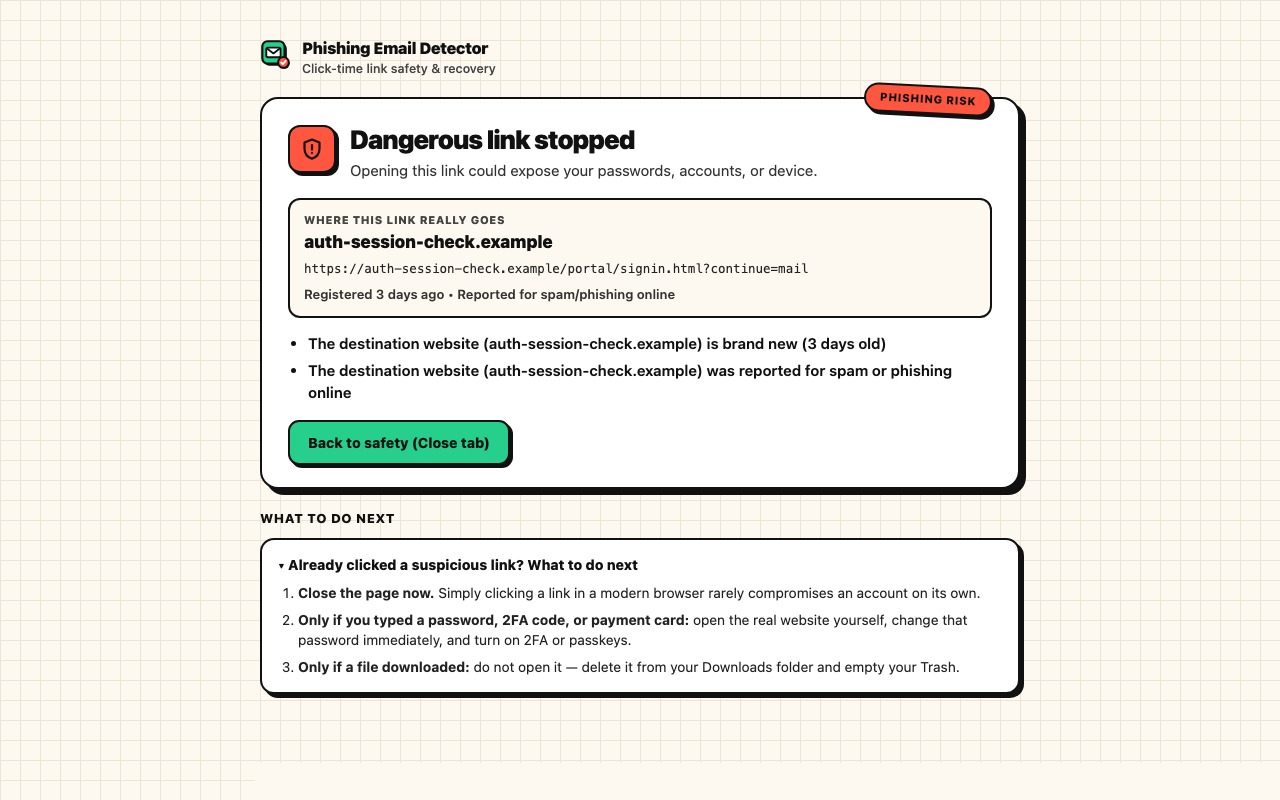 Phishing Email Detector
Click-time link safety & recovery
PHISHING RISK
Dangerous link stopped
Opening this link could expose your passwords, accounts, or device.
WHERE THIS LINK REALLY GOES
auth-session-check.example
https://auth-session-check.example/portal/signin.html?continue=mail
Registered 3 days ago • Reported for spam/phishing online
• The destination website (auth-session-check.example) is brand new (3 days old)
• The destination website (auth-session-check.example) was reported for spam or phishing
online
Back to safety (Close tab)
WHAT TO DO NEXT
▾ Already clicked a suspicious link? What to do next
1. Close the page now. Simply clicking a link in a modern browser rarely compromises an account on its own.
2. Only if you typed a password, 2FA code, or payment card: open the real website yourself, change that
password immediately, and turn on 2FA or passkeys.
3. Only if a file downloaded: do not open it — delete it from your Downloads folder and empty your Trash.